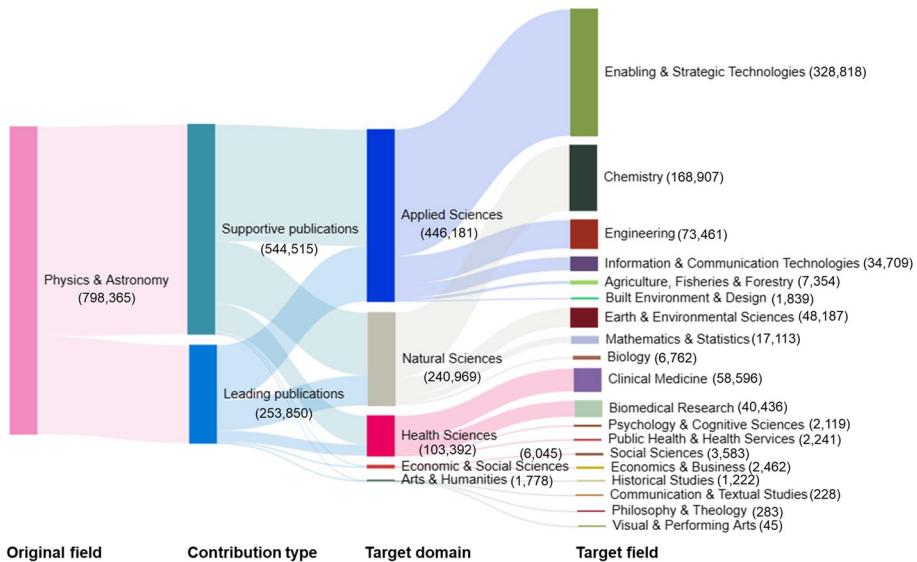 Enabling & Strategic Technologies (328,818)
Chemistry (168,907)
Applied Sciences
(446,181)
Engineering (73,461)
Supportive publications
(544,515)
Information & Communication Technologies (34,709)
Physics & Astronomy
(798,365)
Agriculture, Fisheries & Forestry (7,354)
Built Environment & Design (1,839)
Earth & Environmental Sciences (48,187)
Mathematics & Statistics (17,113)
Natural Sciences
(240,969)
Biology (6,762)
Clinical Medicine (58,596)
Leading publications
(253,850)
Biomedical Research (40,436)
Psychology & Cognitive Sciences (2,119)
Health Sciences
(103,392)
Public Health & Health Services (2,241)
(6,045)
Social Sciences (3,583)
Economic & Social Sciences
Economics & Business (2,462)
Arts & Humanities (1,778)
Historical Studies (1,222)
Communication & Textual Studies (228)
Philosophy & Theology (283)
Visual & Performing Arts (45)
Original field
Contribution type
Target domain
Target field